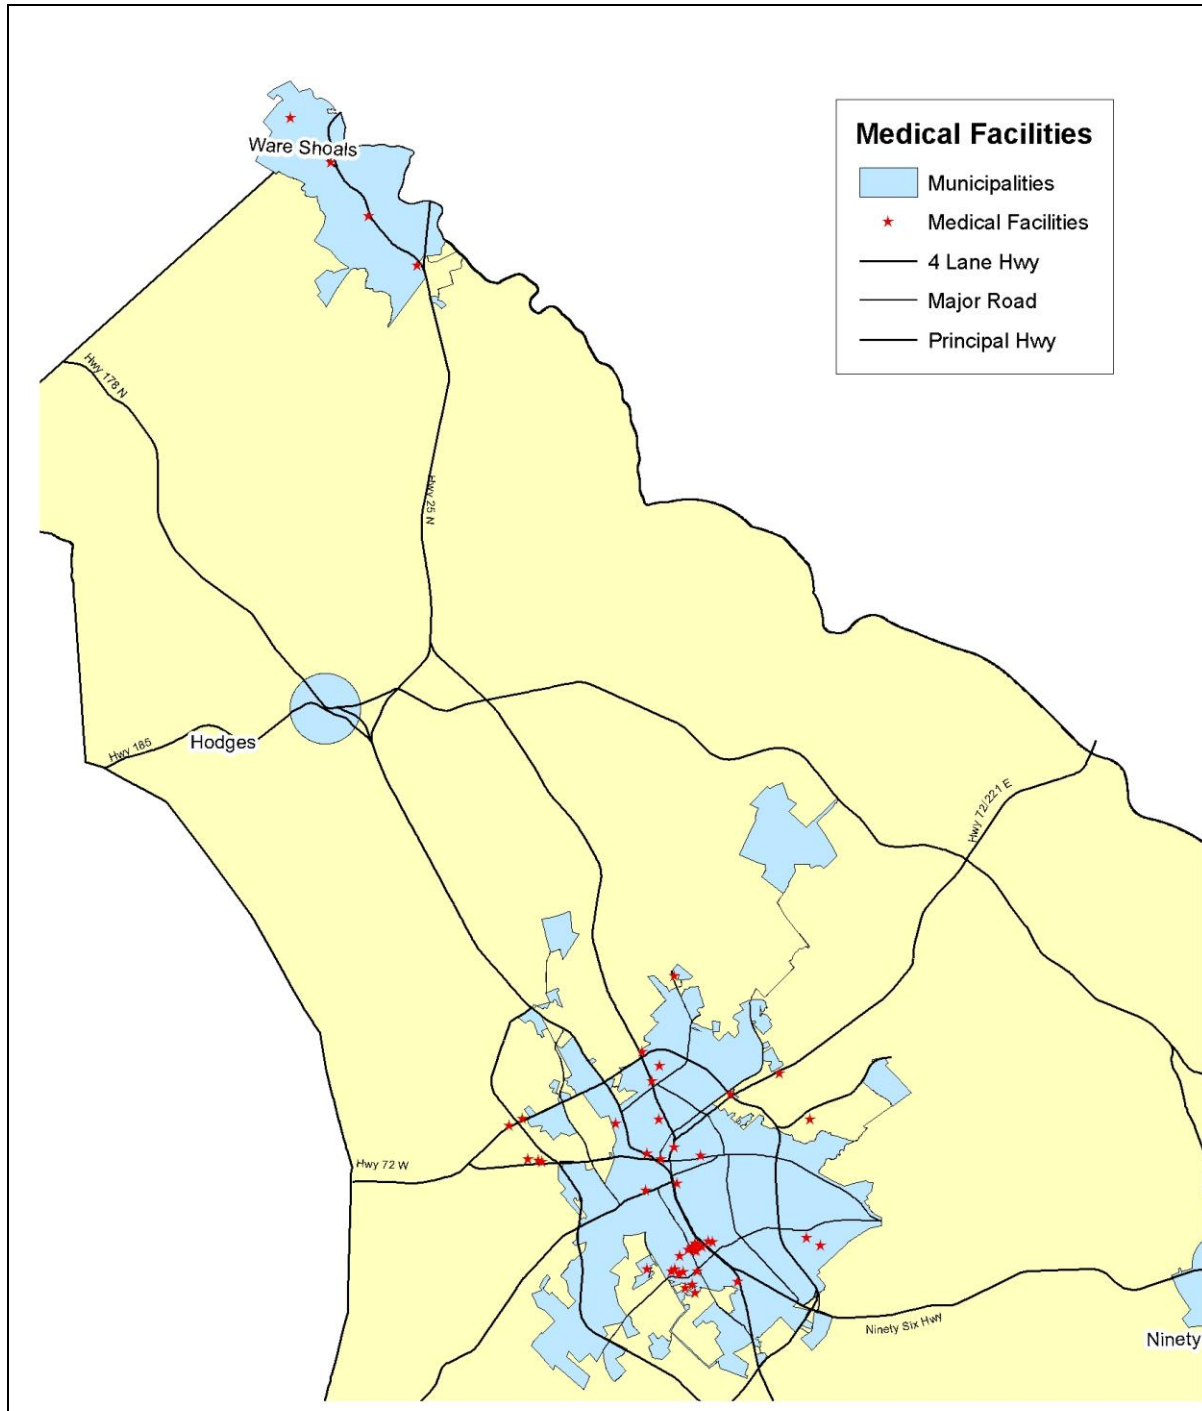 Medical Facilities
Municipalities
Medical Facilities
4 Lane Hwy
Major Road
Principal Hwy
Ware Shoals
Hwy 178 N
Hwy 25 N
Hodges
Hwy 185
Hwy 72/221 E
Hwy 72 W
Ninety Six Hwy
Ninety